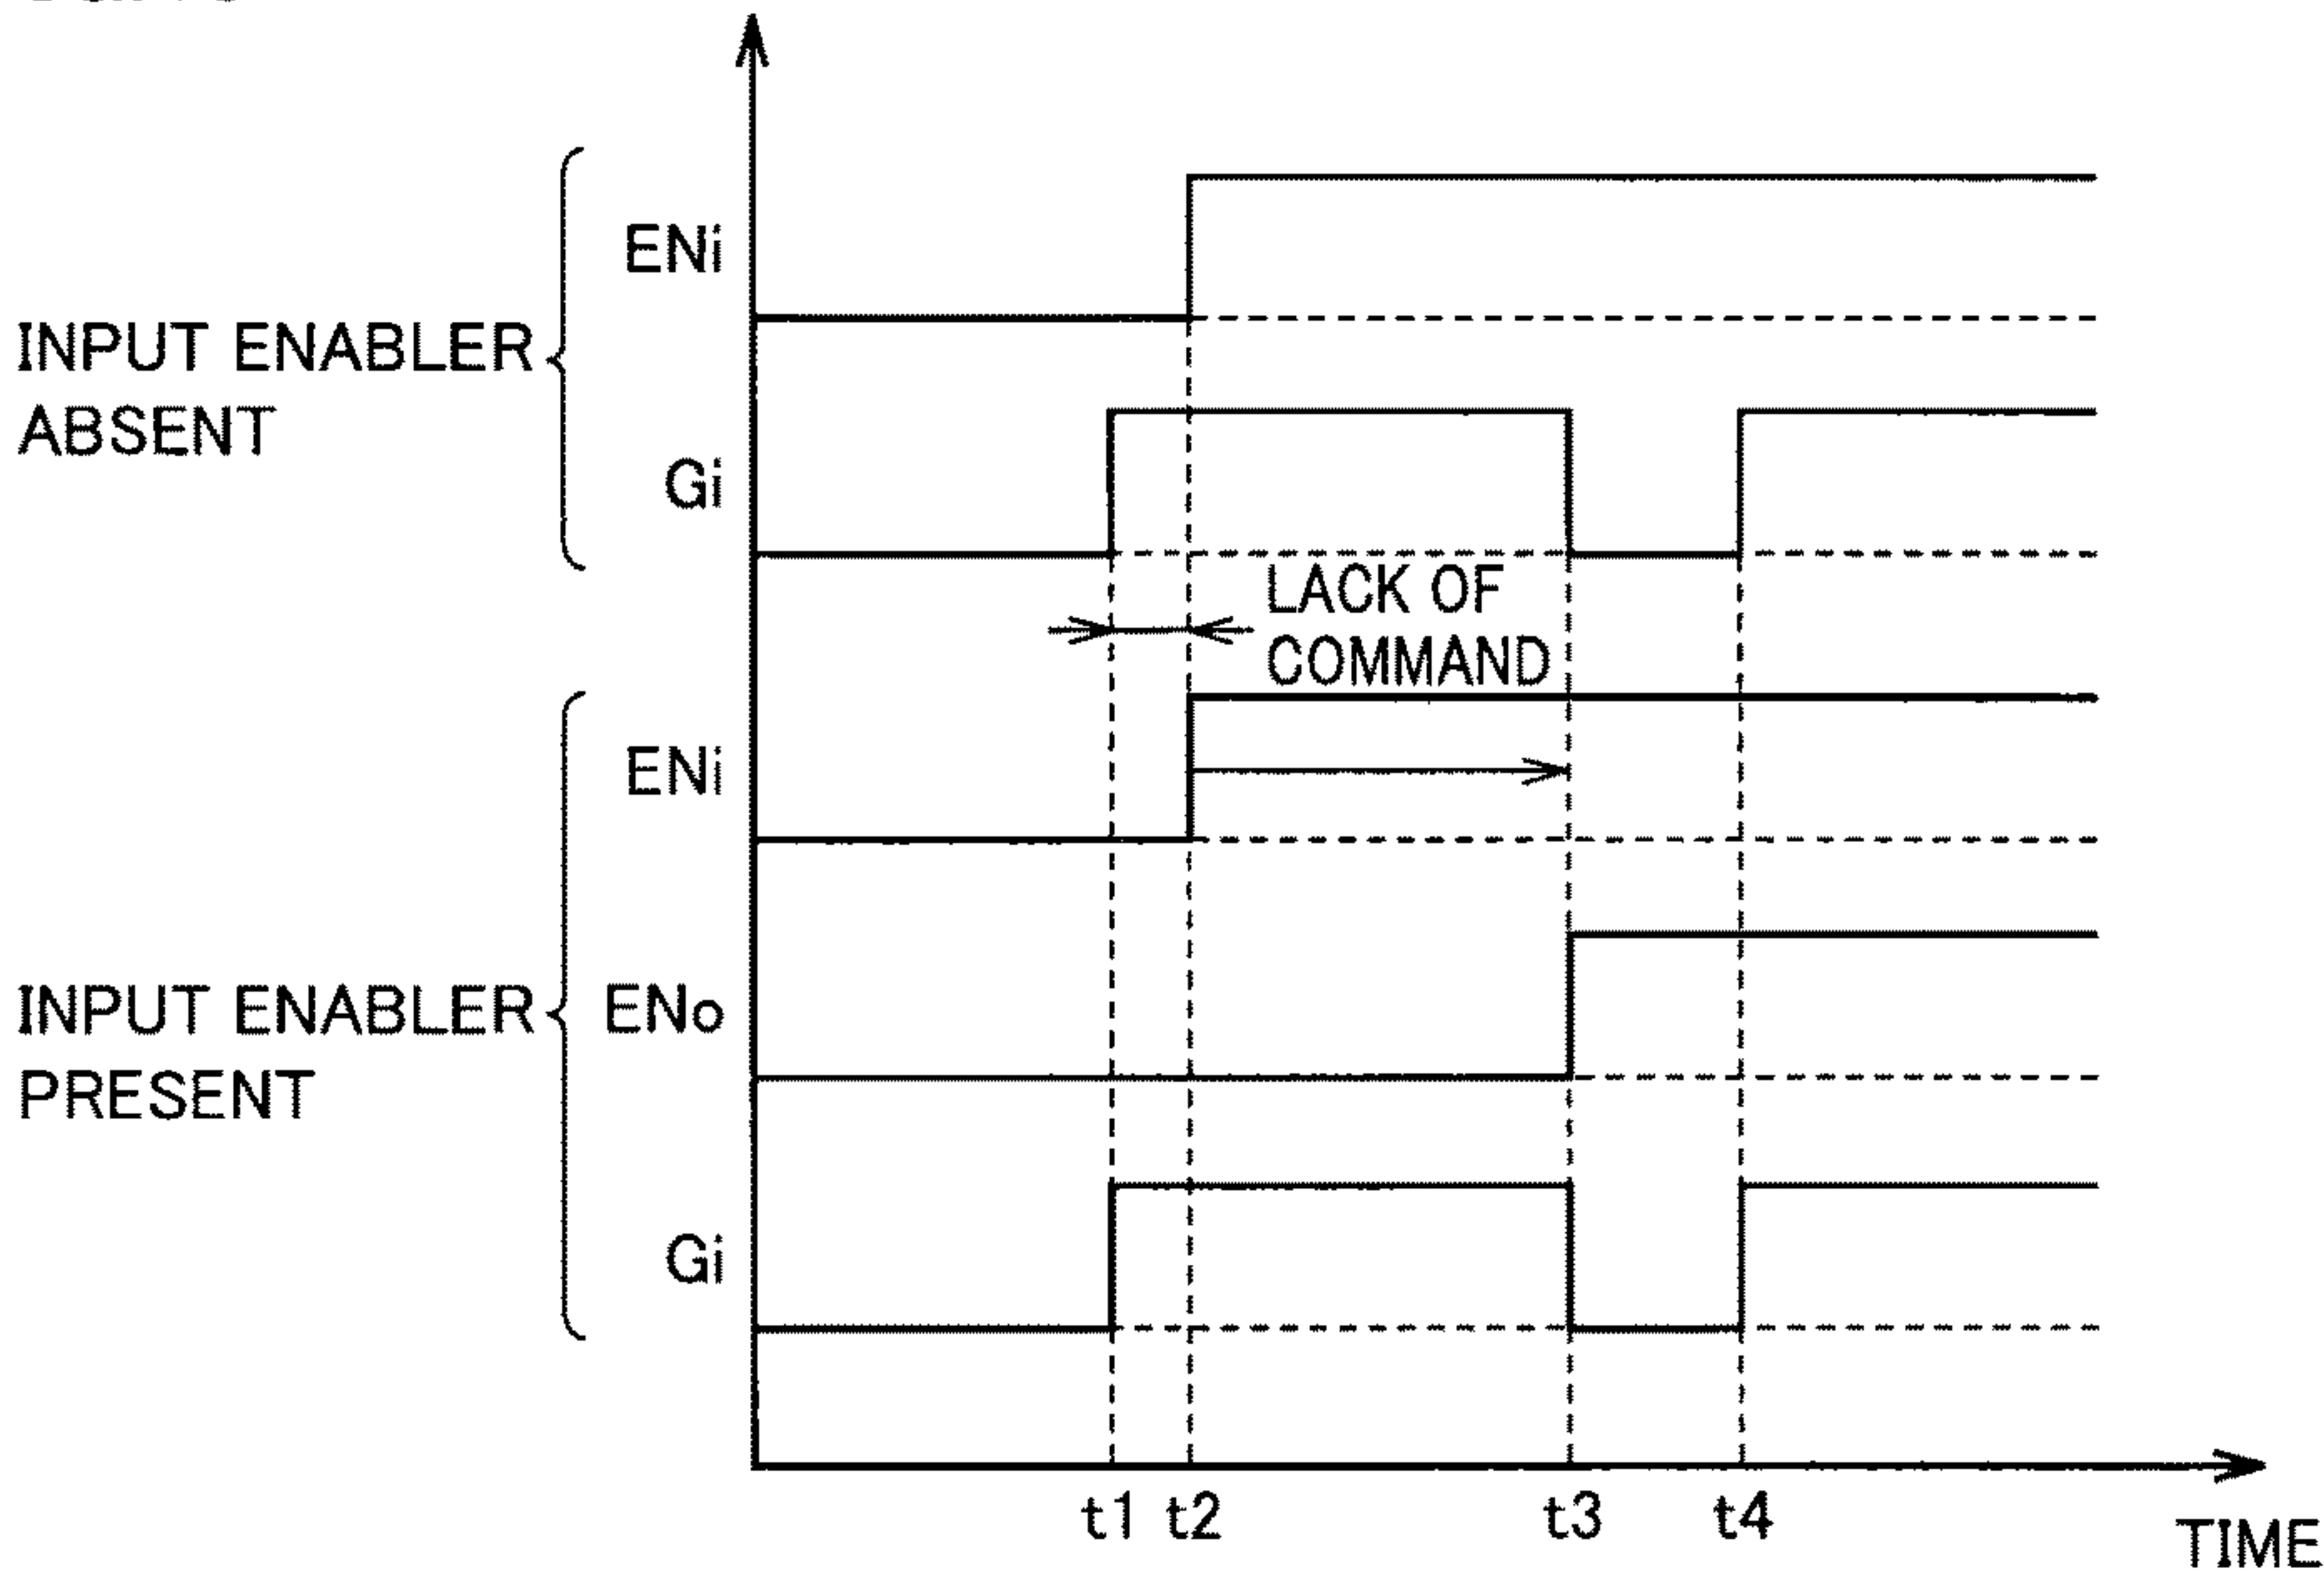 ENi
INPUT ENABLER
ABSENT
Gi
LACK OF
COMMAND
ENi
INPUT ENABLER
PRESENT
ENo
Gi
t1 t2 t3 t4
TIME